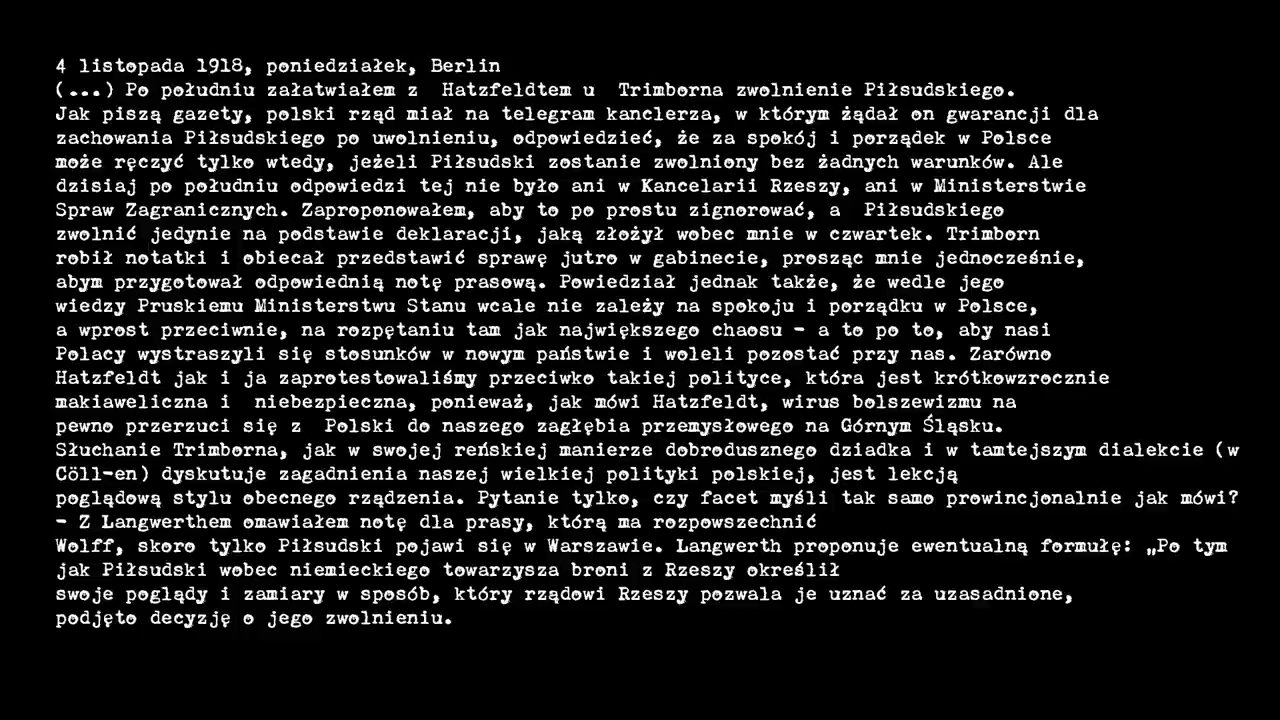 4 listopada 1918, poniedziałek, Berlin
(...) Po południu załatwiałem z  Hatzfeldtem u  Trimborna zwolnienie Piłsudskiego.
Jak piszą gazety, polski rząd miał na telegram kanclerza, w którym żądał on gwarancji dla
zachowania Piłsudskiego po uwolnieniu, odpowiedzieć, że za spokój i porządek w Polsce
może ręczyć tylko wtedy, jeżeli Piłsudski zostanie zwolniony bez żadnych warunków. Ale
dzisiaj po południu odpowiedzi tej nie było ani w Kancelarii Rzeszy, ani w Ministerstwie
Spraw Zagranicznych. Zaproponowałem, aby to po prostu zignorować, a  Piłsudskiego
zwolnić jedynie na podstawie deklaracji, jaką złożył wobec mnie w czwartek. Trimborn
robił notatki i obiecał przedstawić sprawę jutro w gabinecie, prosząc mnie jednocześnie,
abym przygotował odpowiednią notę prasową. Powiedział jednak także, że wedle jego
wiedzy Pruskiemu Ministerstwu Stanu wcale nie zależy na spokoju i porządku w Polsce,
a wprost przeciwnie, na rozpętaniu tam jak największego chaosu - a to po to, aby nasi
Polacy wystraszyli się stosunków w nowym państwie i woleli pozostać przy nas. Zarówno
Hatzfeldt jak i ja zaprotestowaliśmy przeciwko takiej polityce, która jest krótkowzrocznie
makiaweliczna i  niebezpieczna, ponieważ, jak mówi Hatzfeldt, wirus bolszewizmu na
pewno przerzuci się z  Polski do naszego zagłębia przemysłowego na Górnym Śląsku.
Słuchanie Trimborna, jak w swojej reńskiej manierze dobrodusznego dziadka i w tamtejszym dialekcie (w
Cöll-en) dyskutuje zagadnienia naszej wielkiej polityki polskiej, jest lekcją
poglądową stylu obecnego rządzenia. Pytanie tylko, czy facet myśli tak samo prowincjonalnie jak mówi?
- Z Langwerthem omawiałem notę dla prasy, którą ma rozpowszechnić
Wolff, skoro tylko Piłsudski pojawi się w Warszawie. Langwerth proponuje ewentualną formułę: „Po tym
jak Piłsudski wobec niemieckiego towarzysza broni z Rzeszy określił
swoje poglądy i zamiary w sposób, który rządowi Rzeszy pozwala je uznać za uzasadnione,
podjęto decyzję o jego zwolnieniu.